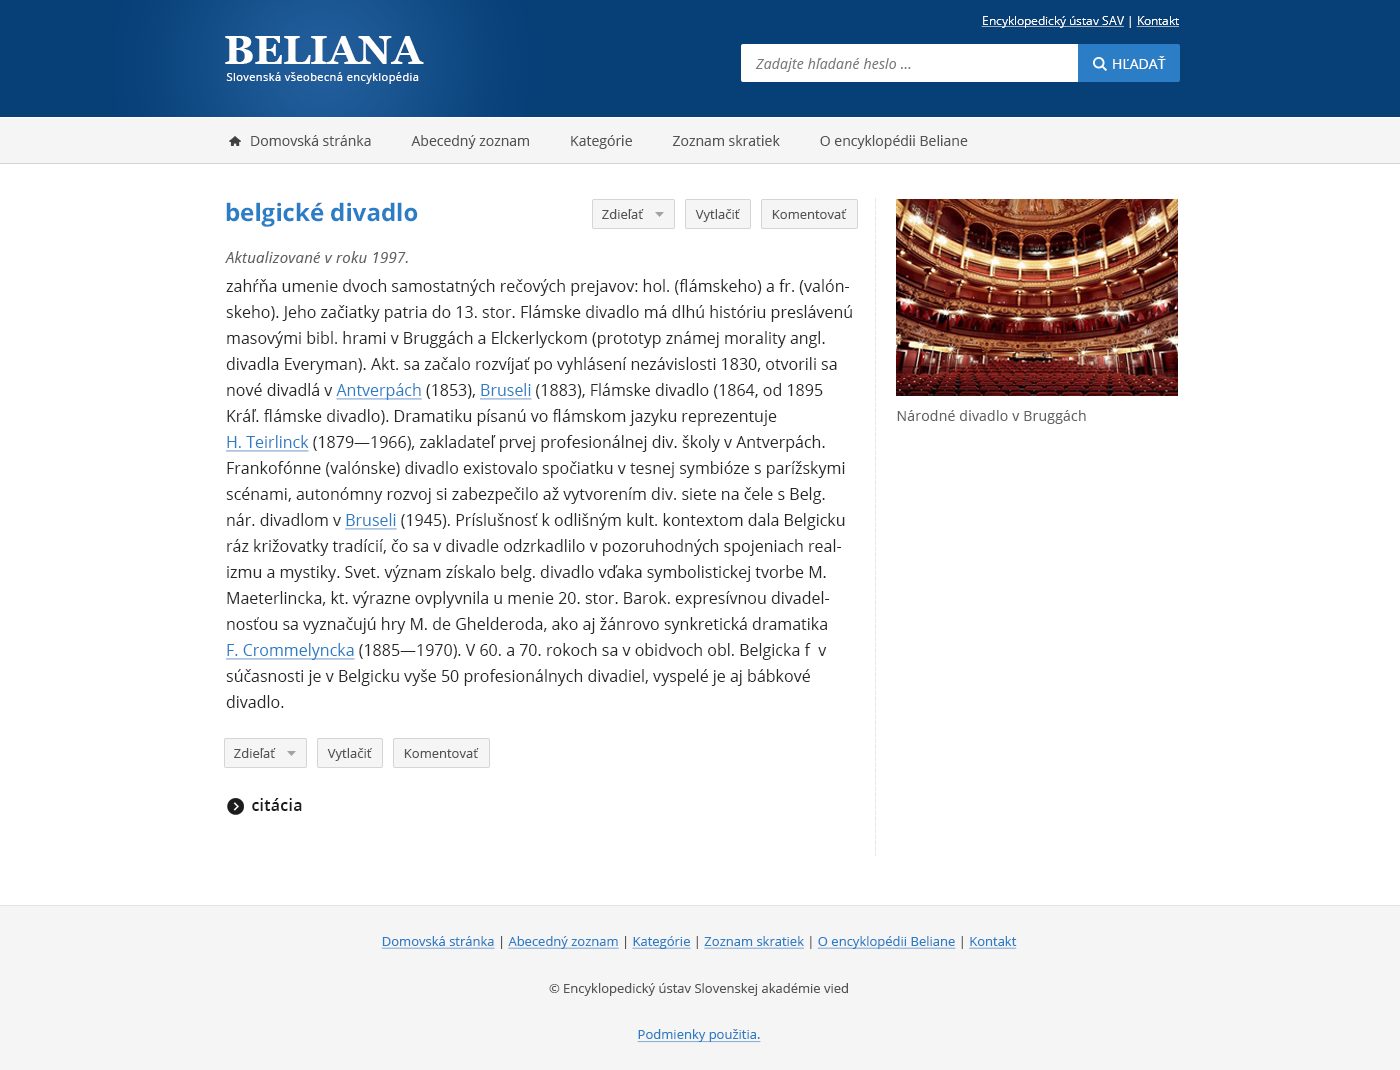 Encyklopedický ústav SAV | Kontakt
BELIANA
Slovenská všeobecná encyklopédia
Zadajte hľadané heslo ...
HĽADAŤ
Domovská stránka
Abecedný zoznam
Kategórie
Zoznam skratiek
O encyklopédii Beliane
belgické divadlo
Zdieľať
Vytlačiť
Komentovať
Aktualizované v roku 1997.
zahŕňa umenie dvoch samostatných rečových prejavov: hol. (flámskeho) a fr. (valón-
skeho). Jeho začiatky patria do 13. stor. Flámske divadlo má dlhú históriu preslávenú
masovými bibl. hrami v Bruggách a Elckerlyckom (prototyp známej morality angl.
divadla Everyman). Akt. sa začalo rozvíjať po vyhlásení nezávislosti 1830, otvorili sa
nové divadlá v Antverpách (1853), Bruseli (1883), Flámske divadlo (1864, od 1895
Kráľ. flámske divadlo). Dramatiku písanú vo flámskom jazyku reprezentuje
H. Teirlinck (1879—1966), zakladateľ prvej profesionálnej div. školy v Antverpách.
Frankofónne (valónske) divadlo existovalo spočiatku v tesnej symbióze s parížskymi
scénami, autonómny rozvoj si zabezpečilo až vytvorením div. siete na čele s Belg.
nár. divadlom v Bruseli (1945). Príslušnosť k odlišným kult. kontextom dala Belgicku
ráz križovatky tradícií, čo sa v divadle odzrkadlilo v pozoruhodných spojeniach real-
izmu a mystiky. Svet. význam získalo belg. divadlo vďaka symbolistickej tvorbe M.
Maeterlincka, kt. výrazne ovplyvnila u menie 20. stor. Barok. expresívnou divadel-
nosťou sa vyznačujú hry M. de Ghelderoda, ako aj žánrovo synkretická dramatika
F. Crommelyncka (1885—1970). V 60. a 70. rokoch sa v obidvoch obl. Belgicka f  v
súčasnosti je v Belgicku vyše 50 profesionálnych divadiel, vyspelé je aj bábkové
divadlo.
Národné divadlo v Bruggách
Zdieľať
Vytlačiť
Komentovať
citácia
Domovská stránka | Abecedný zoznam | Kategórie | Zoznam skratiek | O encyklopédii Beliane | Kontakt
© Encyklopedický ústav Slovenskej akadémie vied
Podmienky použitia.